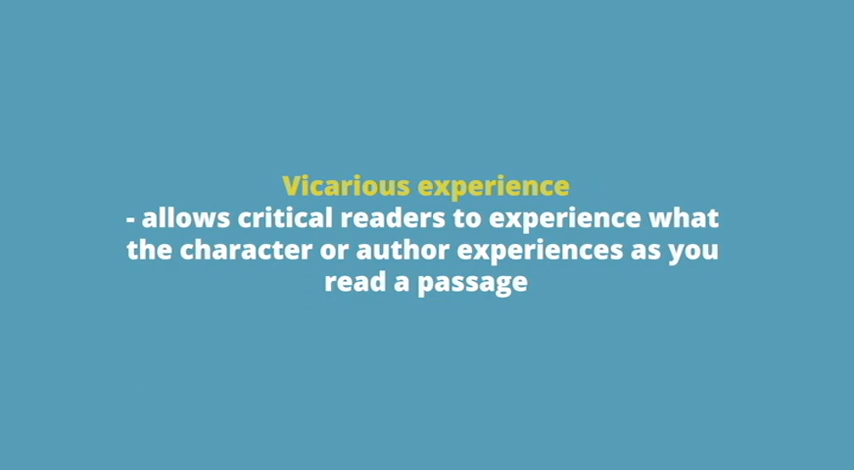 Vicarious experience
- allows critical readers to experience what
the character or author experiences as you
read a passage